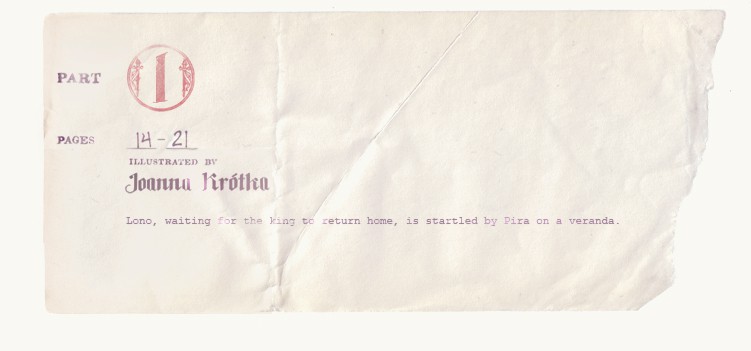 PART 1
PAGES 14-21
ILLUSTRATED BY
Joanna Krótka
Lono, waiting for the king to return home, is startled by Pira on a veranda.